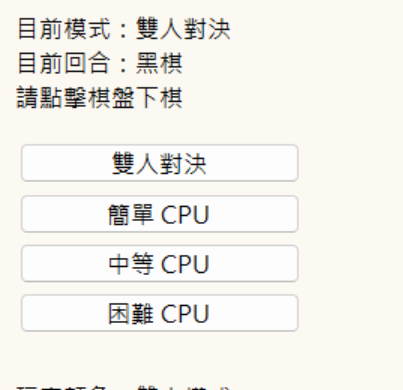 目前模式：雙人對決
目前回合：黑棋
請點擊棋盤下棋
雙人對決
簡單 CPU
中等 CPU
困難 CPU